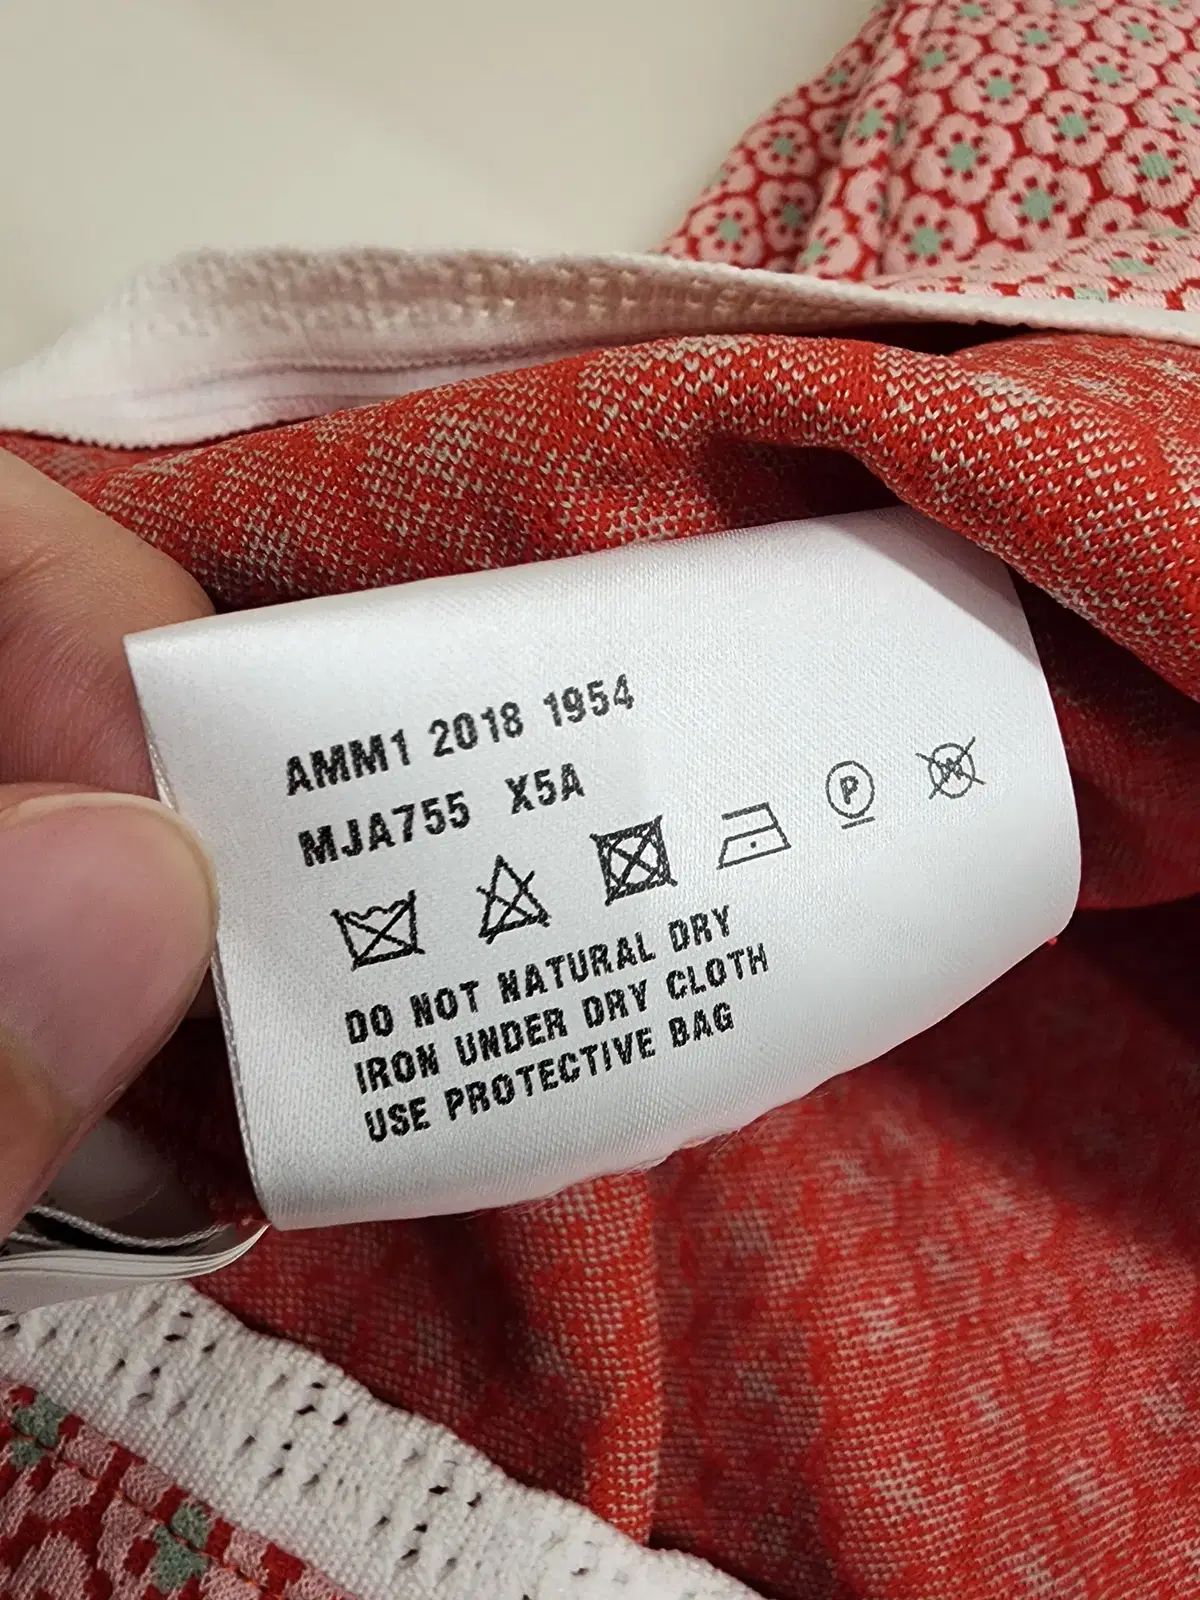 AMM1 2018 1954
MJA755 X5A
P W
DO NOT NATURAL DRY
IRON UNDER DRY CLOTH
USE PROTECTIVE BAG